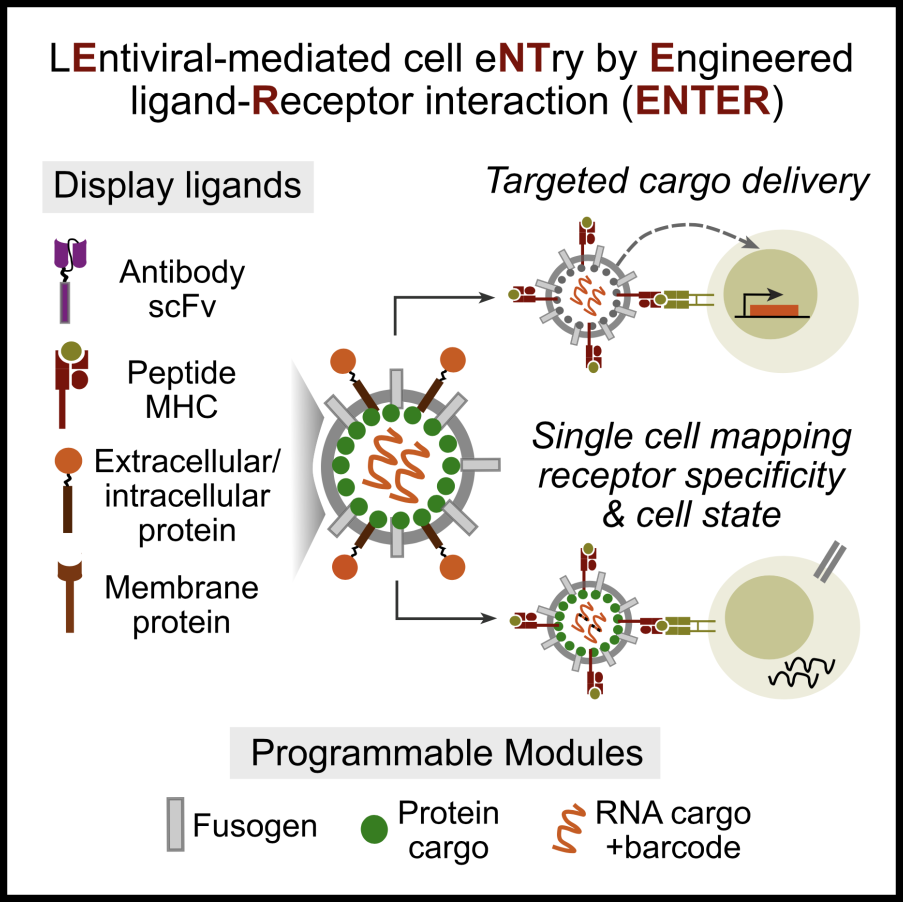 LEntiviral-mediated cell eNTry by Engineered
ligand-Receptor interaction (ENTER)
Display ligands
Antibody
scFv
Peptide
MHC
Extracellular/
intracellular
protein
Membrane
protein
Targeted cargo delivery
Single cell mapping
receptor specificity
& cell state
Programmable Modules
Fusogen
Protein
cargo
RNA cargo
+barcode